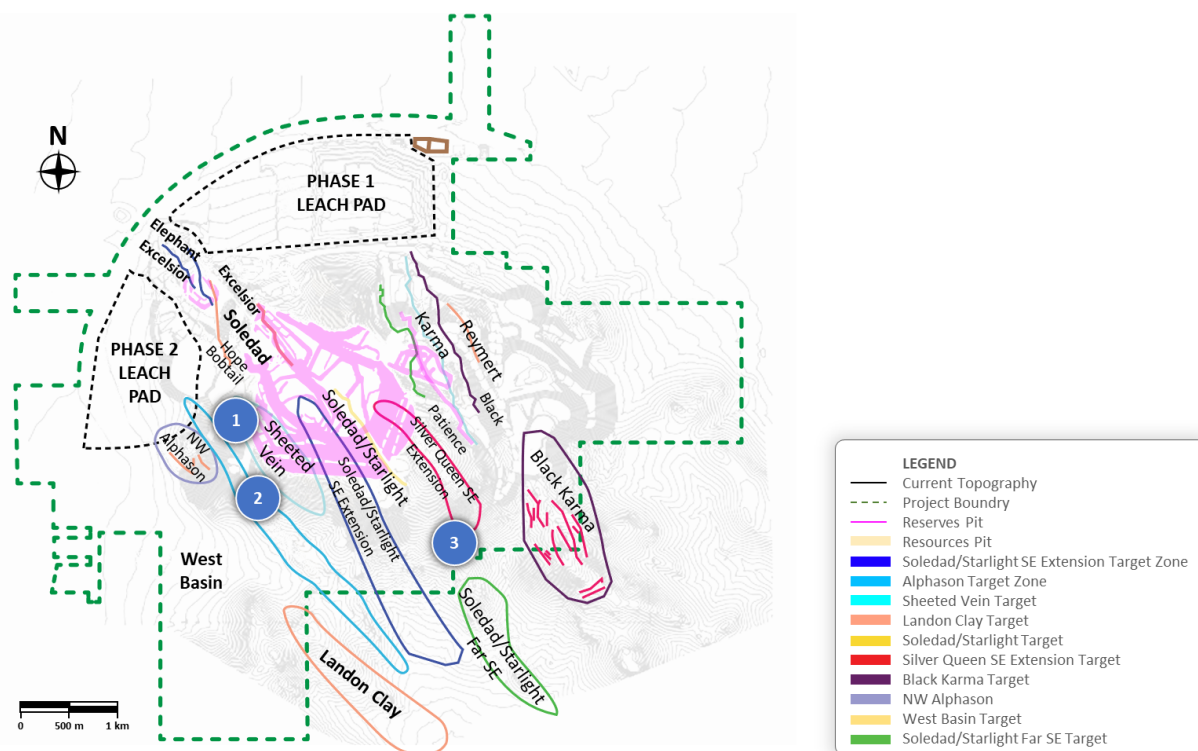 N
PHASE 1
LEACH PAD
Elephant
Excelsior
Excelsior
Soledad
Hope
Bobtail
PHASE 2
LEACH
PAD
Karma
Reymert
Black
Patience
1
NW
Alphason
Sheeted
Vein
2
Soledad/Starlight
Soledad/Starlight
SE Extension
Silver Queen SE
Extension
3
Black Karma
West
Basin
Soledad/Starlight
Far SE
Landon Clay
0
500 m
1 km
LEGEND
Current Topography
Project Boundry
Reserves Pit
Resources Pit
Soledad/Starlight SE Extension Target Zone
Alphason Target Zone
Sheeted Vein Target
Landon Clay Target
Soledad/Starlight Target
Silver Queen SE Extension Target
Black Karma Target
NW Alphason
West Basin Target
Soledad/Starlight Far SE Target